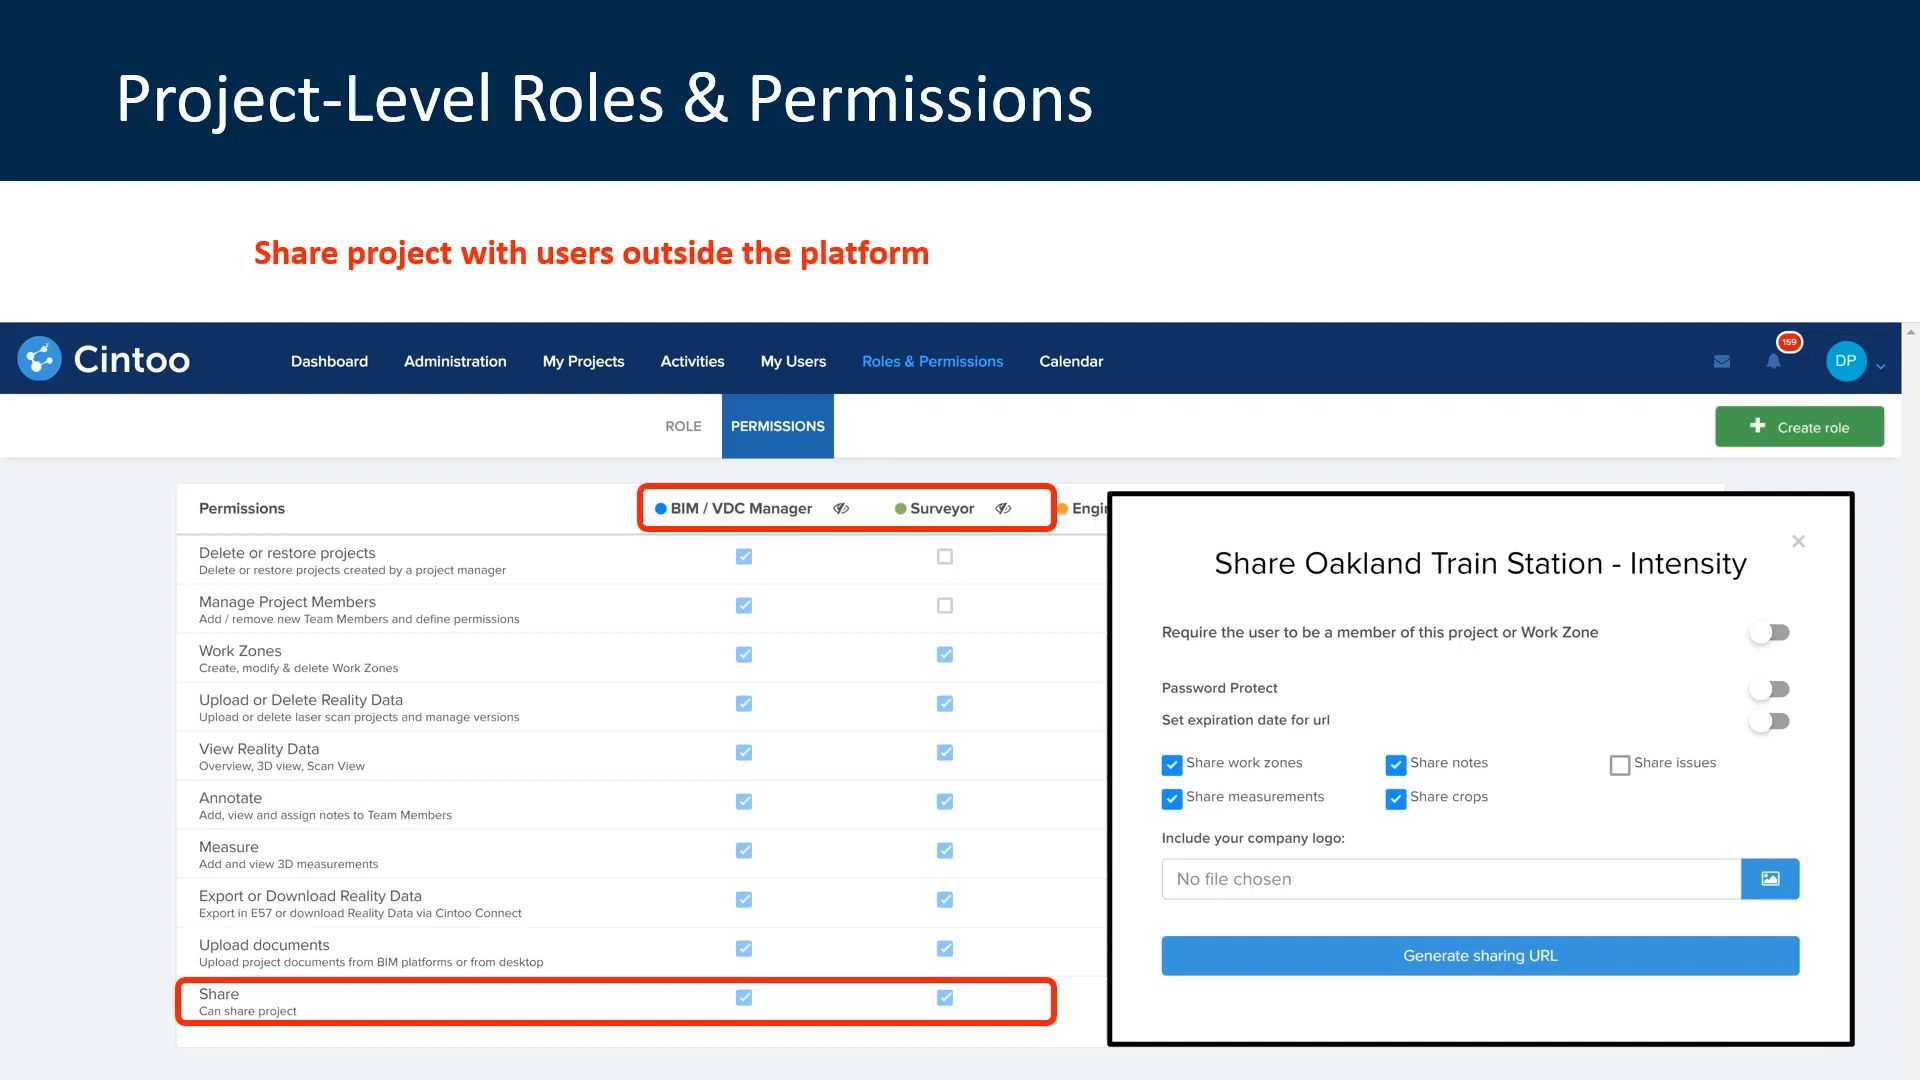 Project-Level Roles & Permissions
Share project with users outside the platform
Cintoo
Dashboard Administration My Projects Activities My Users Roles & Permissions Calendar
159
DP
ROLE PERMISSIONS
Create role
Permissions BIM / VDC Manager Surveyor Engi
Delete or restore projects
Delete or restore projects created by a project manager
Manage Project Members
Add / remove new Team Members and define permissions
Work Zones
Create, modify & delete Work Zones
Upload or Delete Reality Data
Upload or delete laser scan projects and manage versions
View Reality Data
Overview, 3D view, Scan View
Annotate
Add, view and assign notes to Team Members
Measure
Add and view 3D measurements
Export or Download Reality Data
Export in E57 or download Reality Data via Cintoo Connect
Upload documents
Upload project documents from BIM platforms or from desktop
Share
Can share project
Share Oakland Train Station - Intensity
Require the user to be a member of this project or Work Zone
Password Protect
Set expiration date for url
Share work zones Share notes Share issues
Share measurements Share crops
Include your company logo:
No file chosen
Generate sharing URL